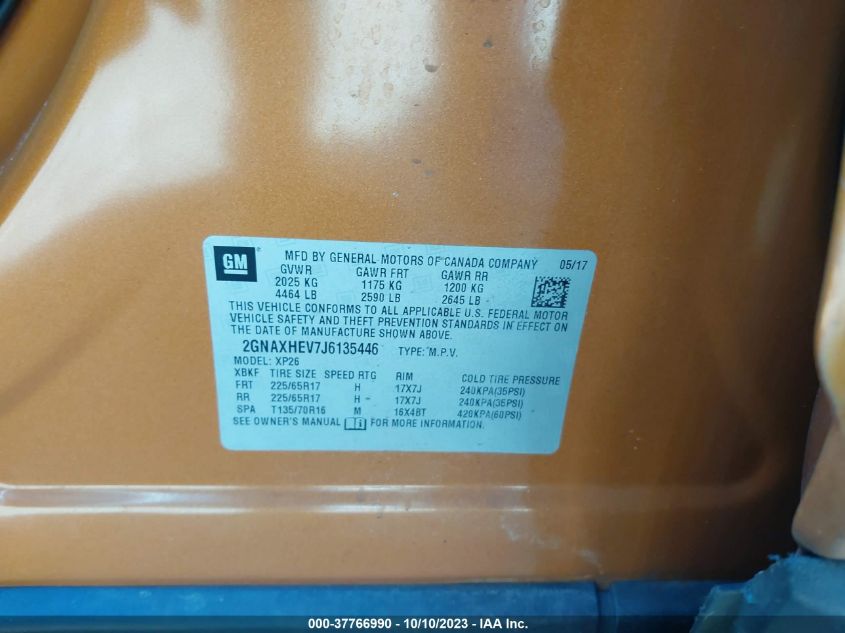 GM
MFD BY GENERAL MOTORS OF CANADA COMPANY 05/17
GVWR GAWR FRT GAWR RR
2025 KG 1175 KG 1200 KG
4464 LB 2590 LB 2645 LB
THIS VEHICLE CONFORMS TO ALL APPLICABLE U.S. FEDERAL MOTOR
VEHICLE SAFETY AND THEFT PREVENTION STANDARDS IN EFFECT ON
THE DATE OF MANUFACTURE SHOWN ABOVE.
2GNAXHEV7J6135446 TYPE: M.P.V.
MODEL: XP26
XBKF TIRE SIZE SPEED RTG RIM COLD TIRE PRESSURE
FRT 225/65R17 H 17X7J 240KPA(35PSI)
RR 225/65R17 H 17X7J 240KPA(35PSI)
SPA T135/70R16 M 16X4BT 420KPA(60PSI)
SEE OWNER'S MANUAL FOR MORE INFORMATION.
000-37766990 - 10/10/2023 - IAA Inc.